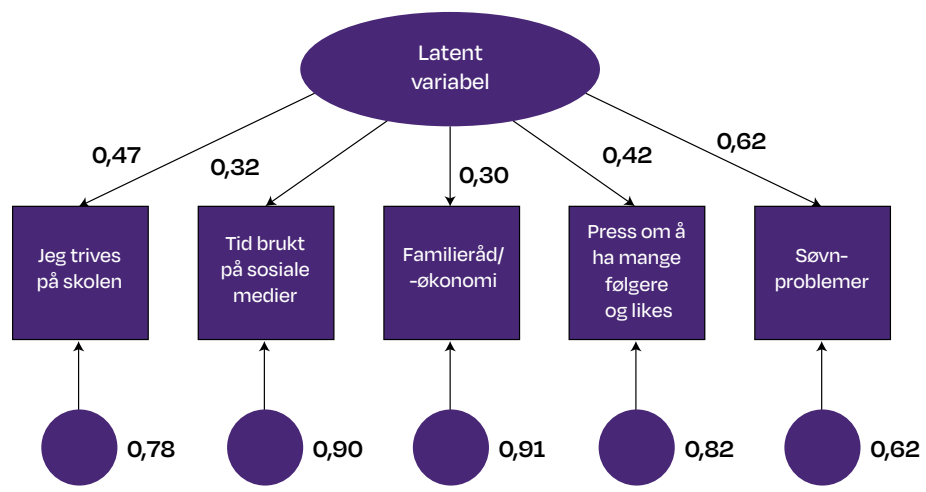 Latent
variabel
0,47
0,32
0,30
0,42
0,62
Jeg trives
på skolen
Tid brukt
på sosiale
medier
Familieråd/
-økonomi
Press om å
ha mange
følgere
og likes
Søvn-
problemer
0,78
0,90
0,91
0,82
0,62